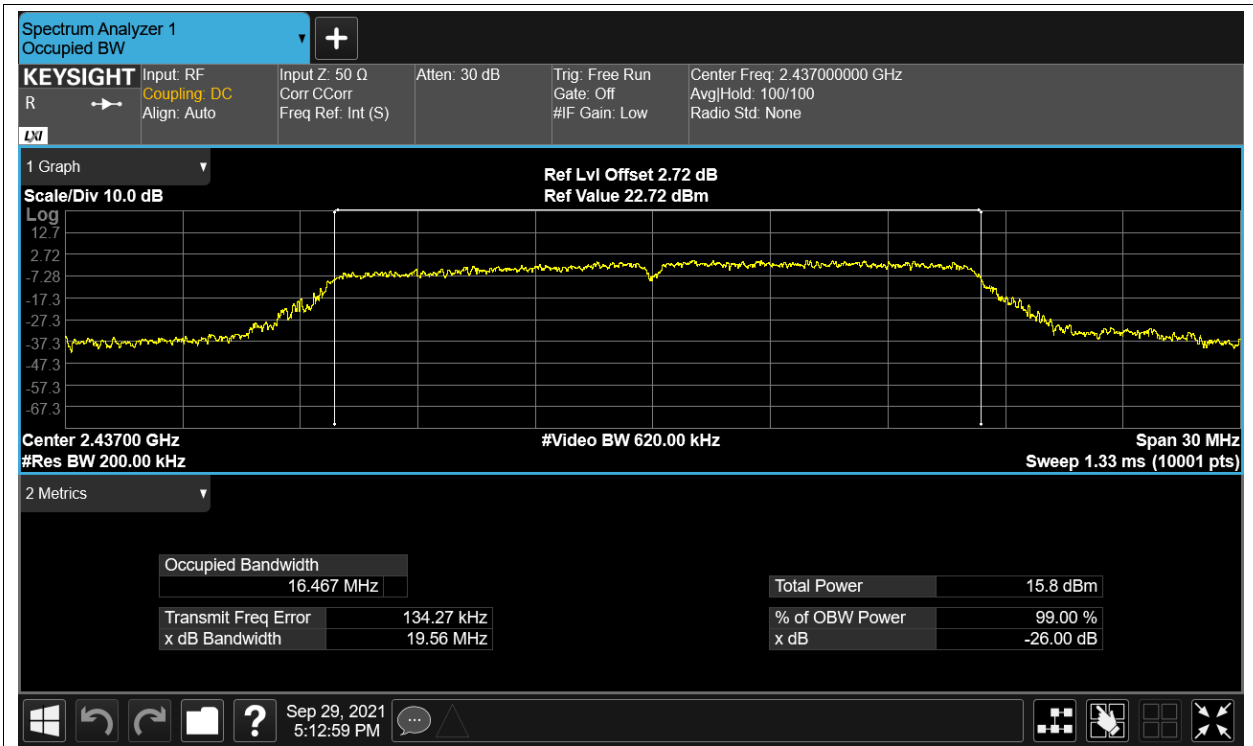 Spectrum Analyzer 1
Occupied BW
KEYSIGHT Input: RF Input Z: 50 Ω Atten: 30 dB Trig: Free Run Center Freq: 2.437000000 GHz
R Coupling: DC Corr CCorr Gate: Off Avg|Hold: 100/100
Align: Auto Freq Ref: Int (S) #IF Gain: Low Radio Std: None
LXI
1 Graph
Ref Lvl Offset 2.72 dB
Scale/Div 10.0 dB Ref Value 22.72 dBm
Log
12.7
2.72
-7.28
-17.3
-27.3
-37.3
-47.3
-57.3
-67.3
Center 2.43700 GHz #Video BW 620.00 kHz Span 30 MHz
#Res BW 200.00 kHz Sweep 1.33 ms (10001 pts)
2 Metrics
Occupied Bandwidth
16.467 MHz Total Power 15.8 dBm
Transmit Freq Error 134.27 kHz % of OBW Power 99.00 %
x dB Bandwidth 19.56 MHz x dB -26.00 dB
? Sep 29, 2021
5:12:59 PM